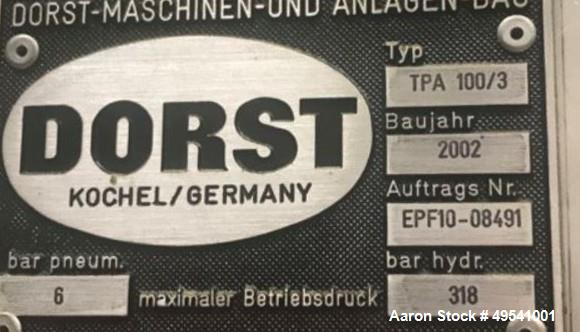 DORST-MASCHINEN-UND ANLAGEN-BAU
DORST
KOCHEL/GERMANY
Typ
TPA 100/3
Baujahr
2002
Auftrags Nr.
EPF10-08491
bar pneum.
6
maximaler Betriebsdruck
bar hydr.
318
Aaron Stock # 49541001